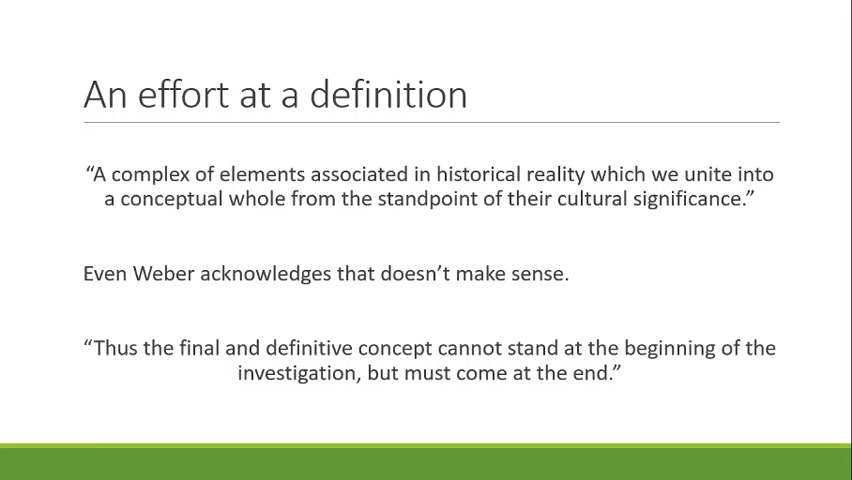 An effort at a definition
“A complex of elements associated in historical reality which we unite into
a conceptual whole from the standpoint of their cultural significance.”
Even Weber acknowledges that doesn’t make sense.
“Thus the final and definitive concept cannot stand at the beginning of the
investigation, but must come at the end.”